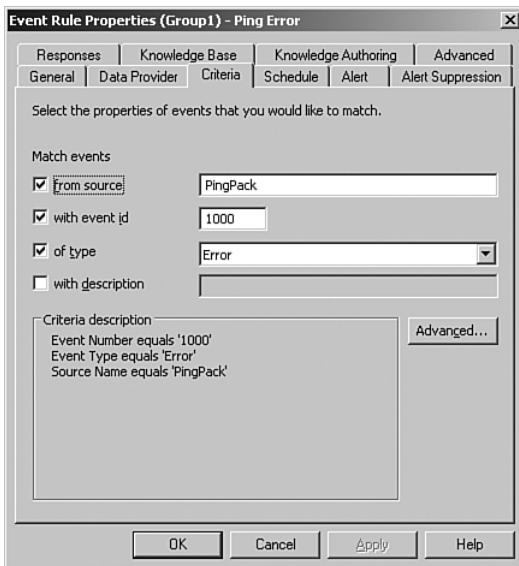 Event Rule Properties (Group1) - Ping Error
Responses Knowledge Base Knowledge Authoring Advanced
General Data Provider Criteria Schedule Alert Alert Suppression
Select the properties of events that you would like to match.
Match events
from source PingPack
with event id 1000
of type Error
with description
Criteria description
Advanced...
Event Number equals '1000'
Event Type equals 'Error'
Source Name equals 'PingPack'
OK Cancel Apply Help